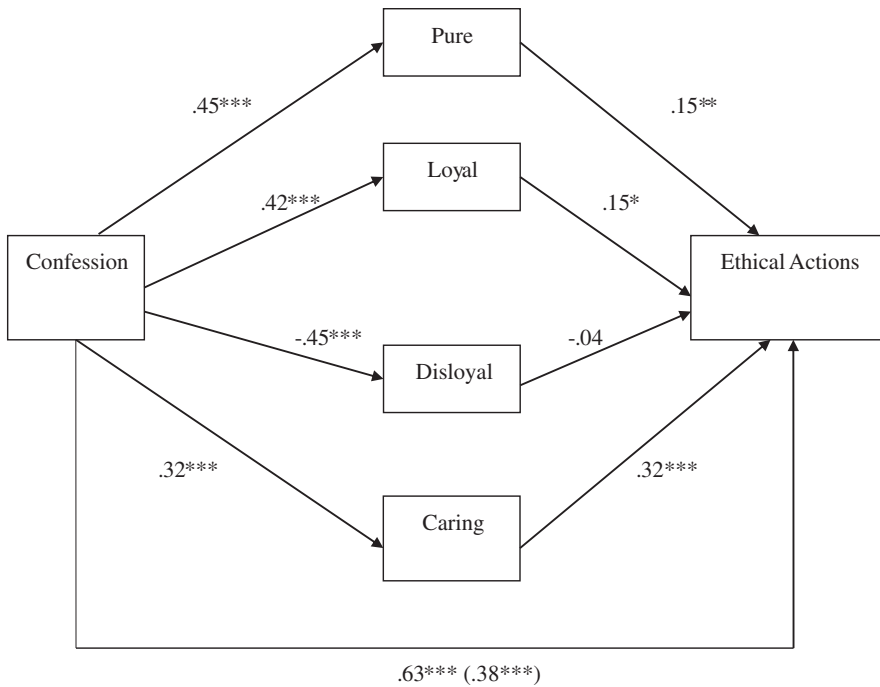 Pure
.45***
.15**
Loyal
.42***
.15*
Confession
Ethical Actions
-.45***
-.04
Disloyal
.32***
.32***
Caring
.63*** (.38***)